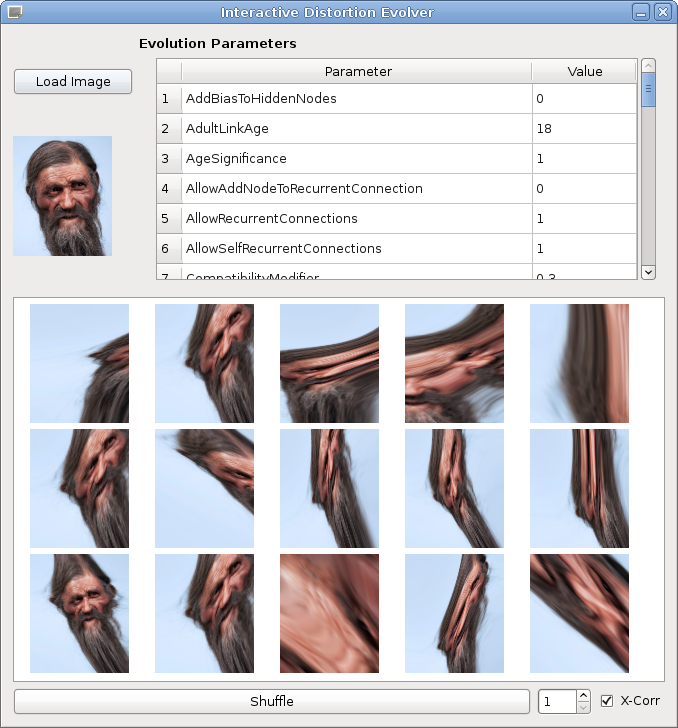 Interactive Distortion Evolver
Evolution Parameters
Load Image
Parameter Value
1 AddBiasToHiddenNodes 0
2 AdultLinkAge 18
3 AgeSignificance 1
4 AllowAddNodeToRecurrentConnection 0
5 AllowRecurrentConnections 1
6 AllowSelfRecurrentConnections 1
7 CompatibilityModifier 0.3
Shuffle 1 X-Corr